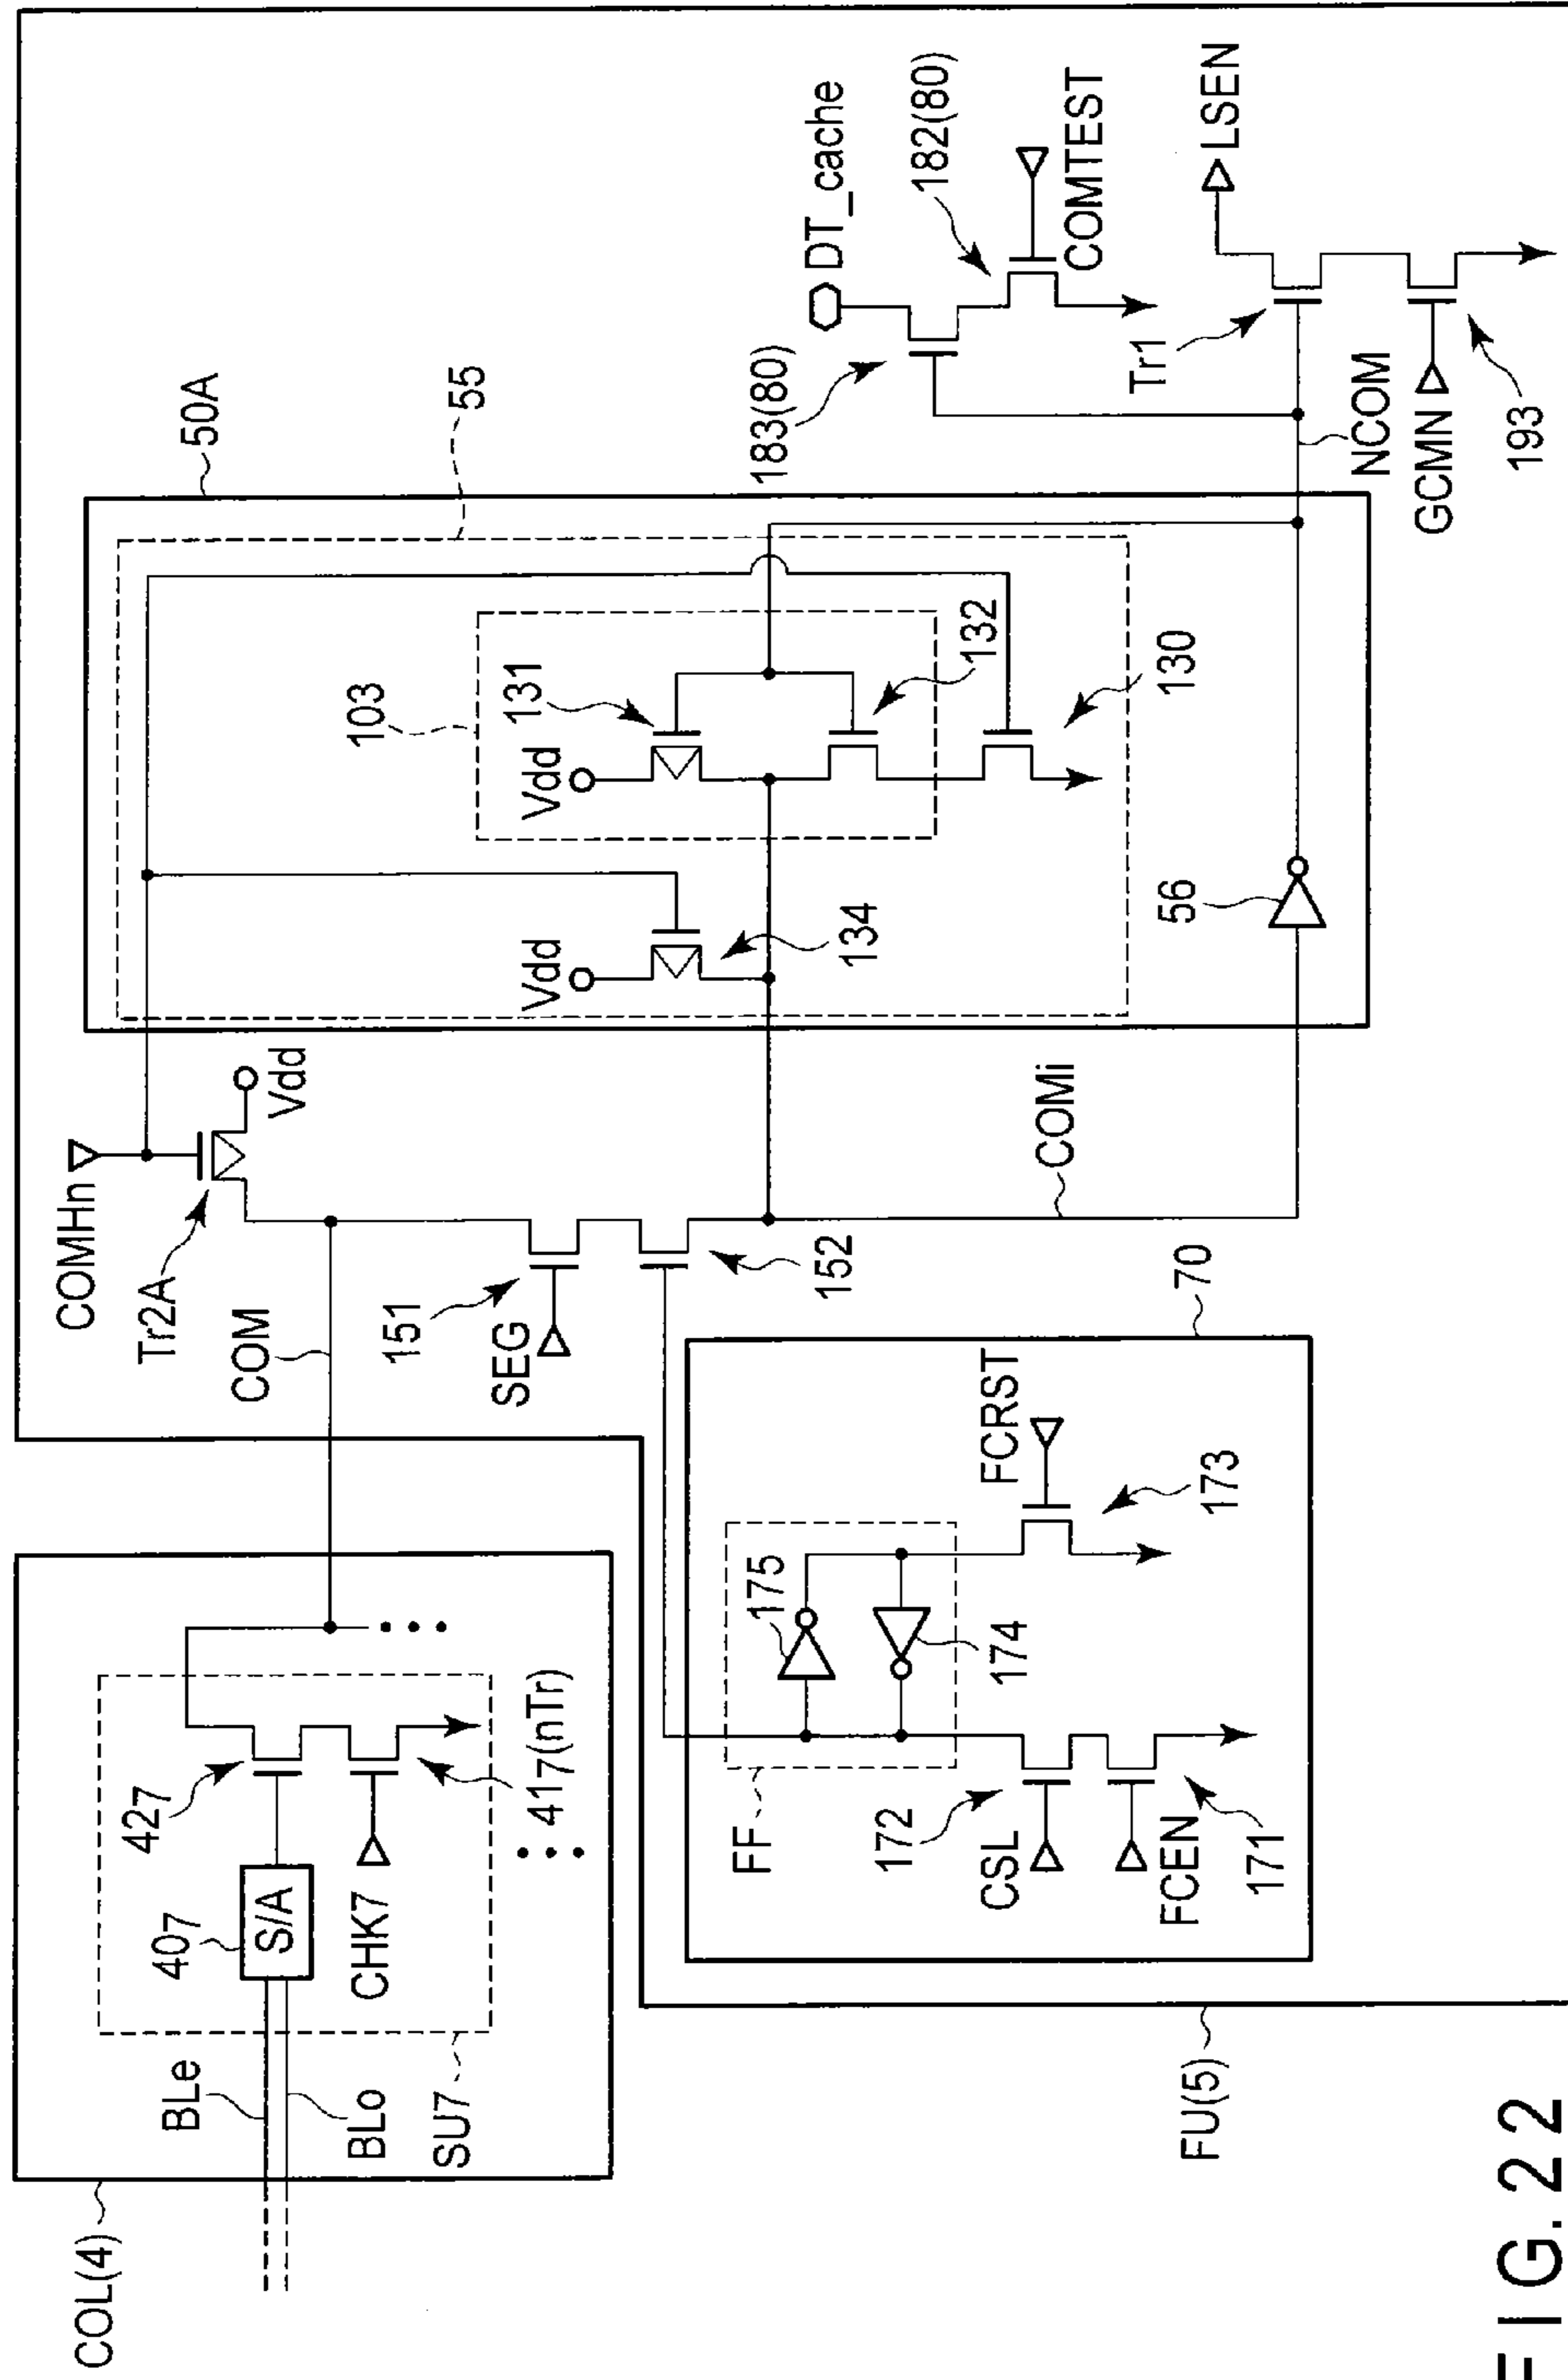 COL(4)
BLe
BLo
SU7
40₇
S/A
CHK7
42₇
41₇(nTr)
COM
COMHn
Tr2A
Vdd
151
SEG
152
COMi
50A
55
103
Vdd
131
132
Vdd
134
130
56
183(80)
DT_cache
182(80)
COMTEST
Tr1
LSEN
NCOM
GCMN
193
70
FF
175
174
FCRST
173
172
CSL
FCEN
171
FU(5)
FIG. 22